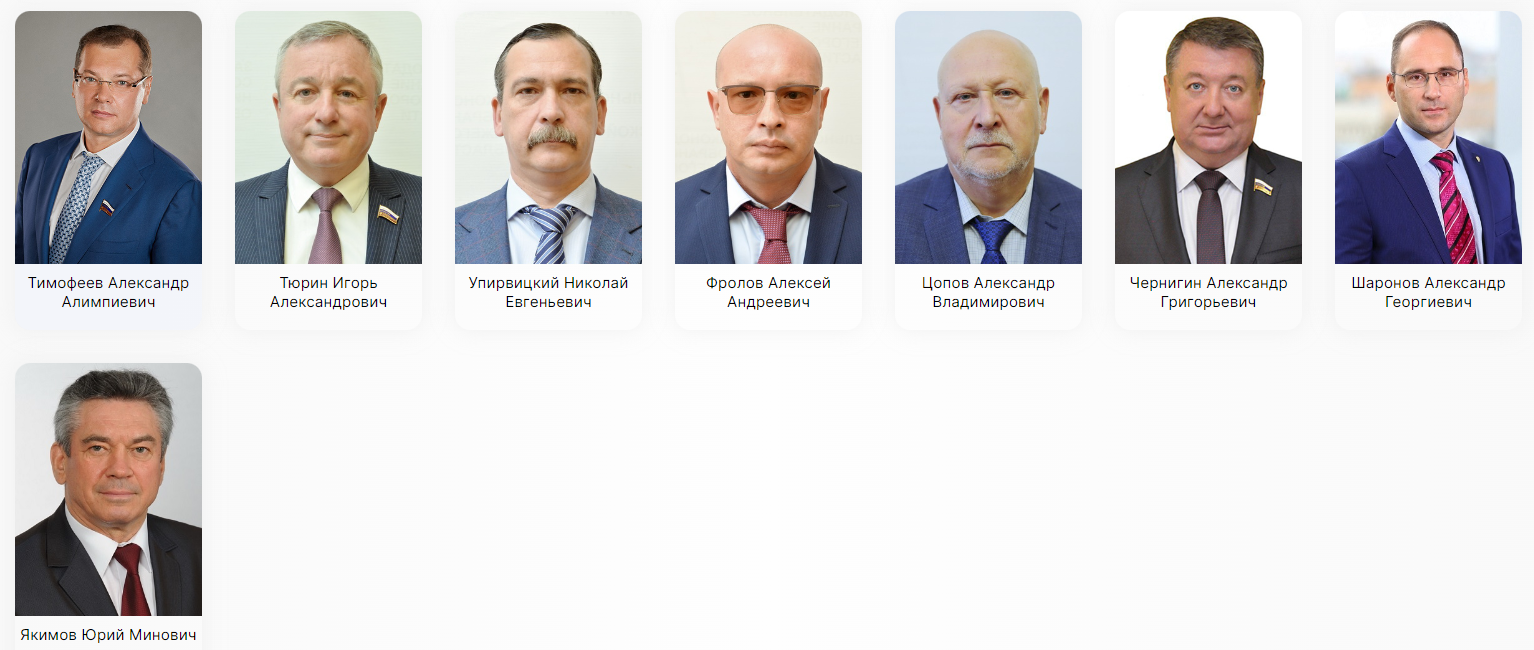 Тимофеев Александр
Алимпиевич
Тюрин Игорь
Александрович
Упирвицкий Николай
Евгеньевич
Фролов Алексей
Андреевич
Цопов Александр
Владимирович
Чернигин Александр
Григорьевич
Шаронов Александр
Георгиевич
Якимов Юрий Минович